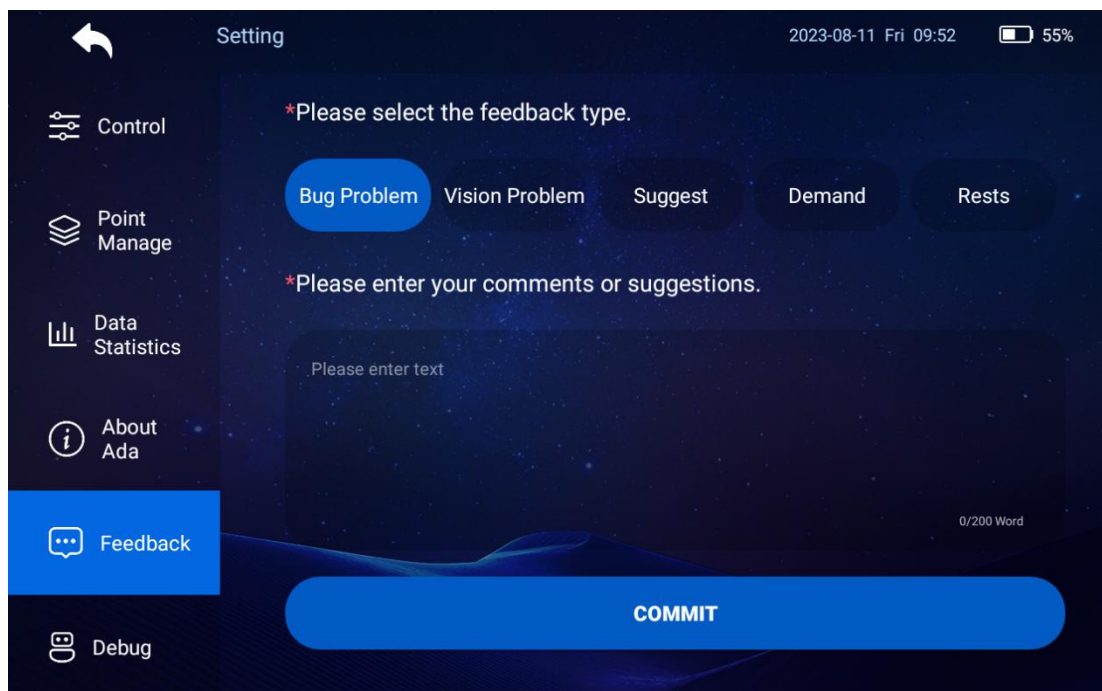 Setting
2023-08-11 Fri 09:52
55%
Control
Point
Manage
Data
Statistics
About
Ada
Feedback
Debug
*Please select the feedback type.
Bug Problem Vision Problem Suggest Demand Rests
*Please enter your comments or suggestions.
Please enter text
0/200 Word
COMMIT